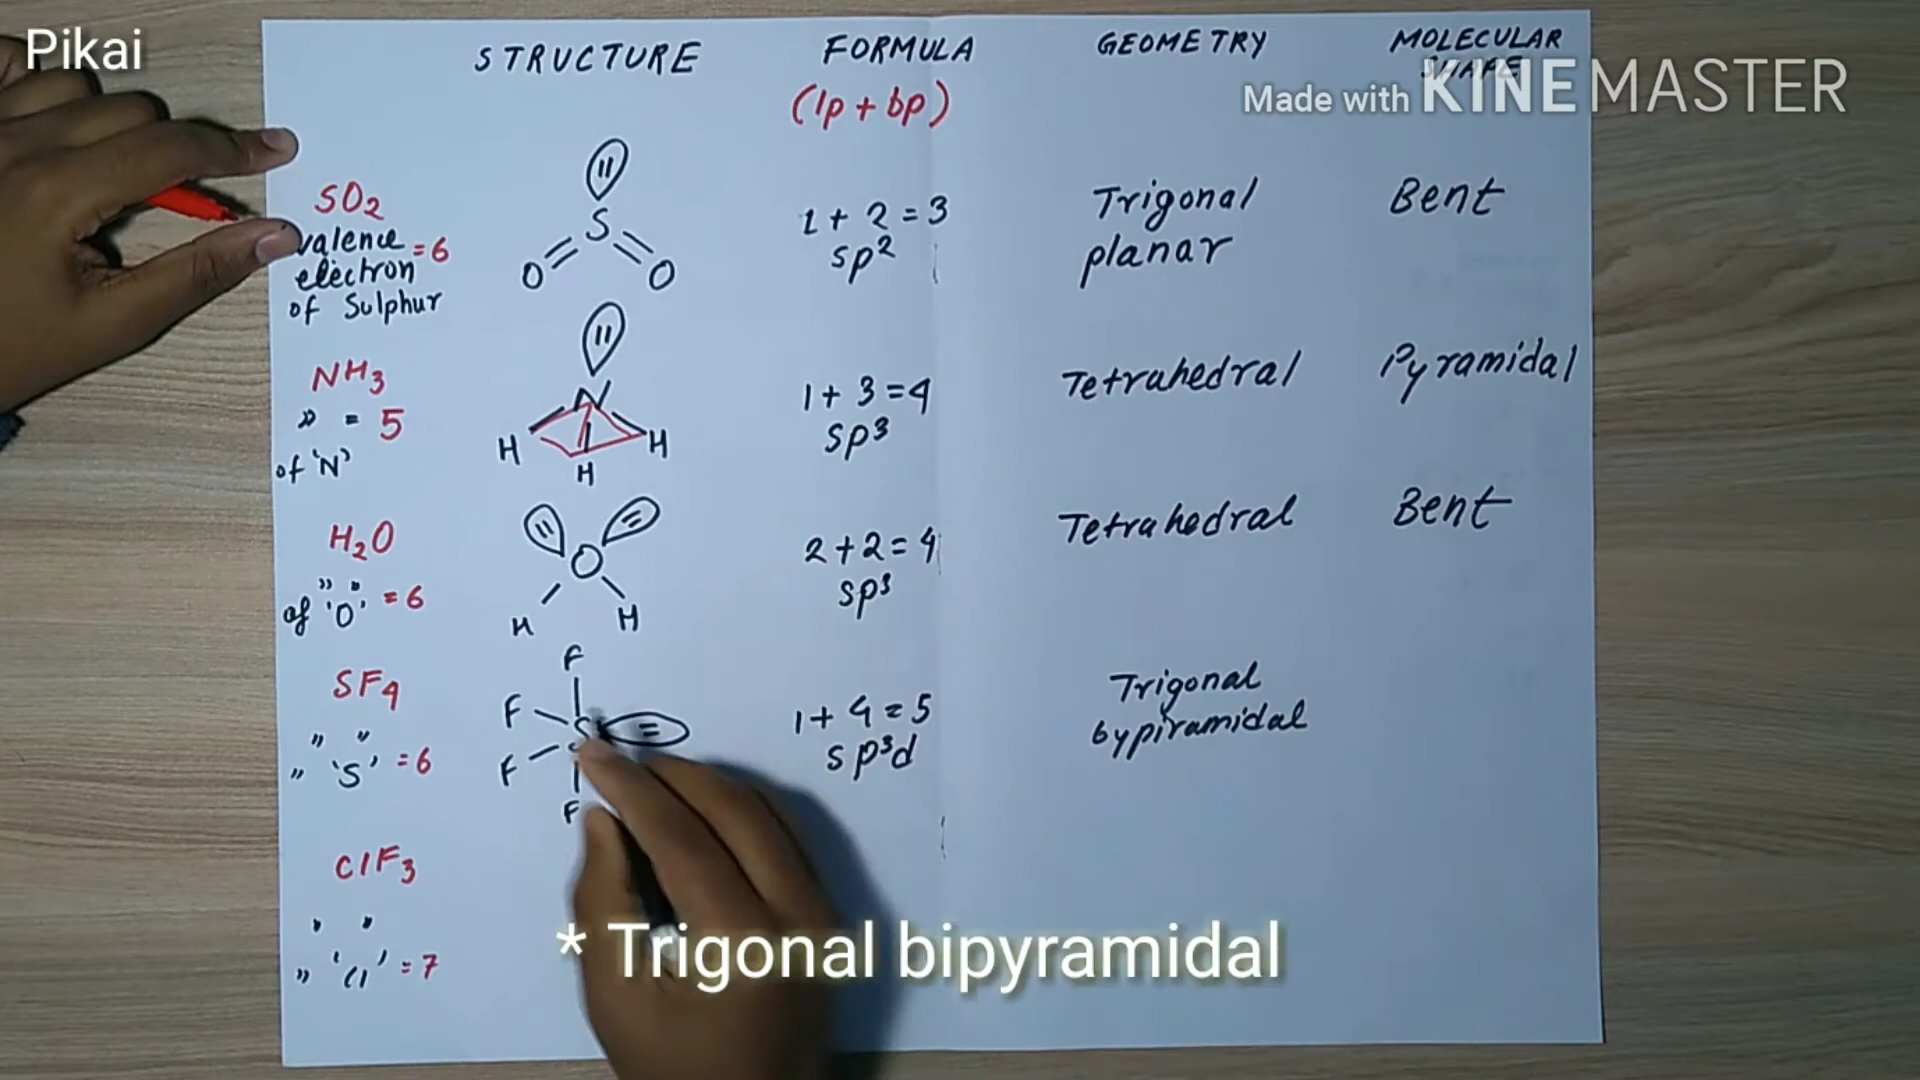 Pikai
STRUCTURE FORMULA GEOMETRY MOLECULAR
SHAPE
Made with KINEMASTER
(lp + bp)
SO2
valence = 6
electron
of Sulphur
S
O O
1 + 2 = 3
sp2
Trigonal
planar
Bent
NH3
" = 5
of 'N'
N
H H
H
1 + 3 = 4
sp3
Tetrahedral
Pyramidal
H2O
" "
of 'O' = 6
O
H H
2 + 2 = 4
sp3
Tetrahedral
Bent
SF4
" "
" 'S' = 6
F
F S
F
F
1 + 4 = 5
sp3d
Trigonal
bypiramidal
ClF3
" "
" 'Cl' = 7
* Trigonal bipyramidal